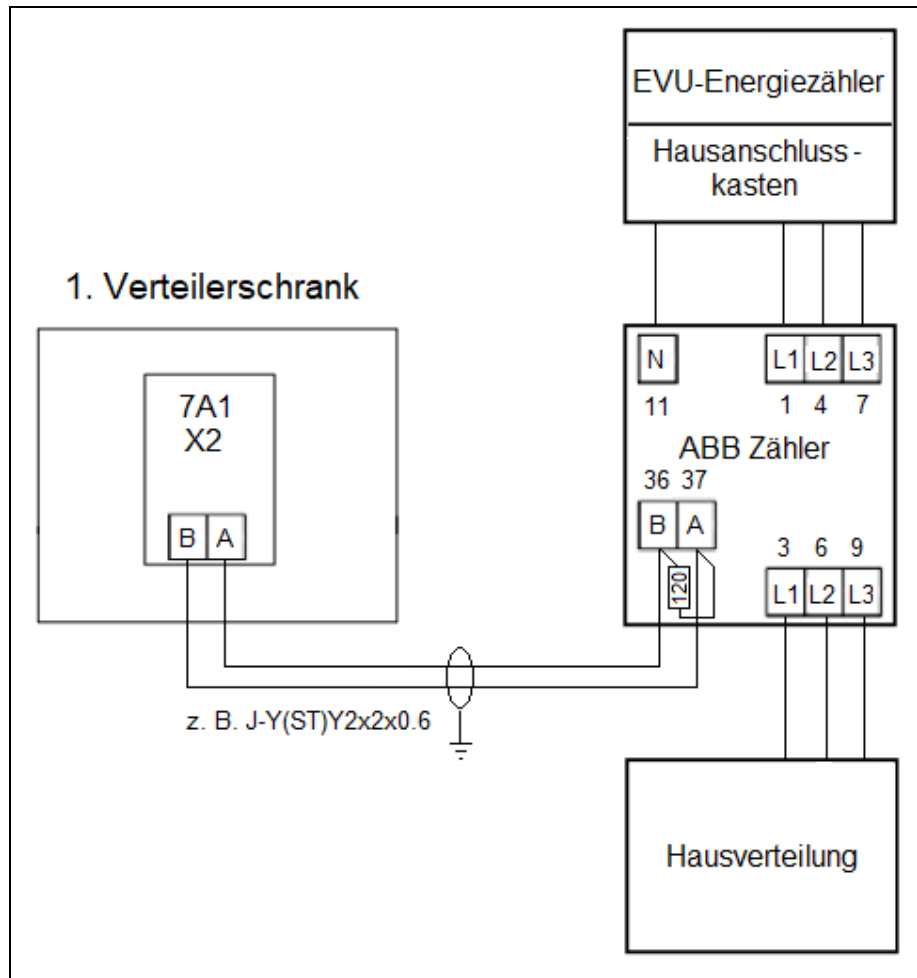 EVU-Energiezähler
Hausanschluss-
kasten
1. Verteilerschrank
7A1
X2
B A
N L1 L2 L3
11 1 4 7
ABB Zähler
36 37
B A
120
3 6 9
L1 L2 L3
z. B. J-Y(ST)Y2x2x0.6
Hausverteilung